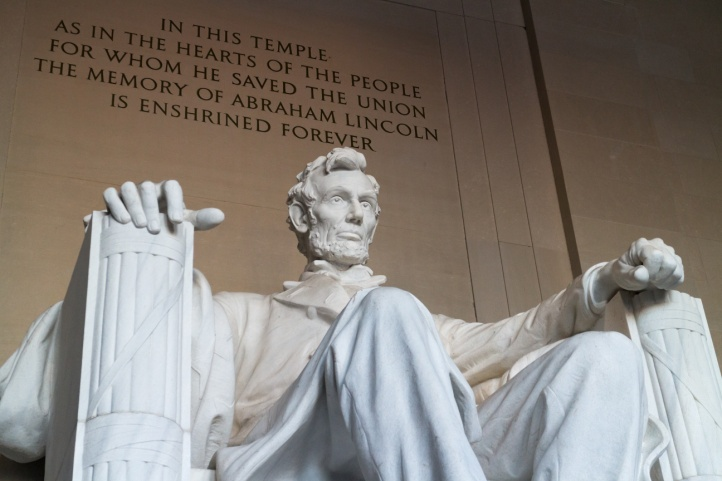 IN THIS TEMPLE
AS IN THE HEARTS OF THE PEOPLE
FOR WHOM HE SAVED THE UNION
THE MEMORY OF ABRAHAM LINCOLN
IS ENSHRINED FOREVER